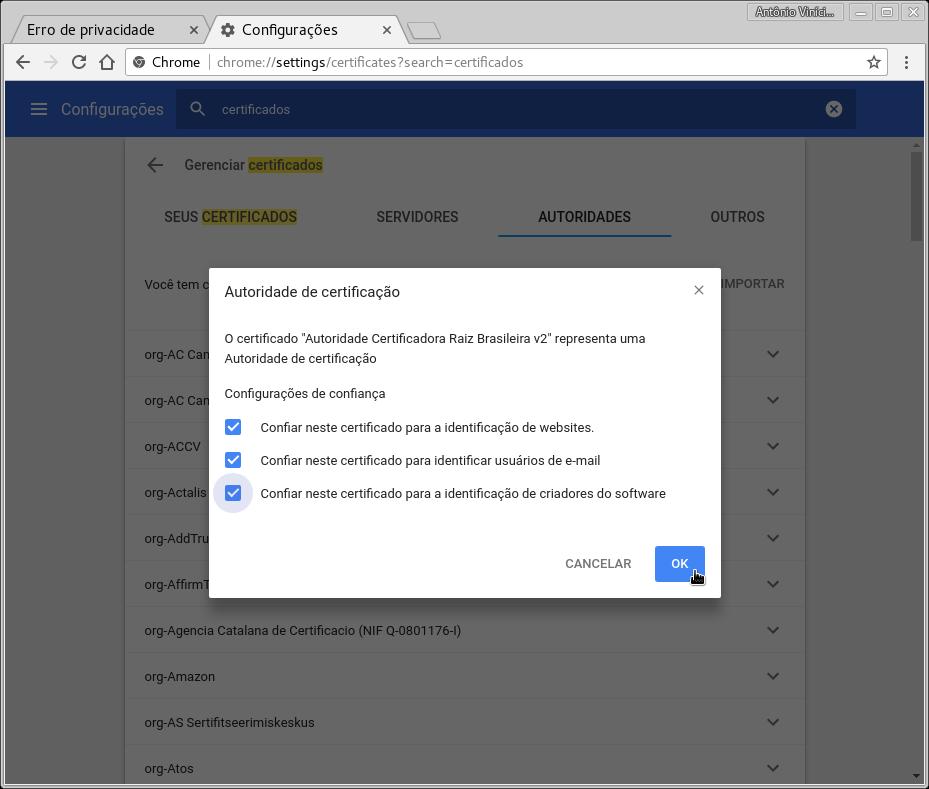 Antônio Viníci...
Erro de privacidade
Configurações
Chrome
chrome://settings/certificates?search=certificados
Configurações
certificados
Gerenciar certificados
SEUS CERTIFICADOS
SERVIDORES
AUTORIDADES
OUTROS
Você tem c
IMPORTAR
Autoridade de certificação
O certificado "Autoridade Certificadora Raiz Brasileira v2" representa uma
Autoridade de certificação
Configurações de confiança
Confiar neste certificado para a identificação de websites.
Confiar neste certificado para identificar usuários de e-mail
Confiar neste certificado para a identificação de criadores do software
CANCELAR
OK
org-AC Cam
org-AC Cam
org-ACCV
org-Actalis
org-AddTru
org-AffirmT
org-Agencia Catalana de Certificacio (NIF Q-0801176-I)
org-Amazon
org-AS Sertifitseerimiskeskus
org-Atos